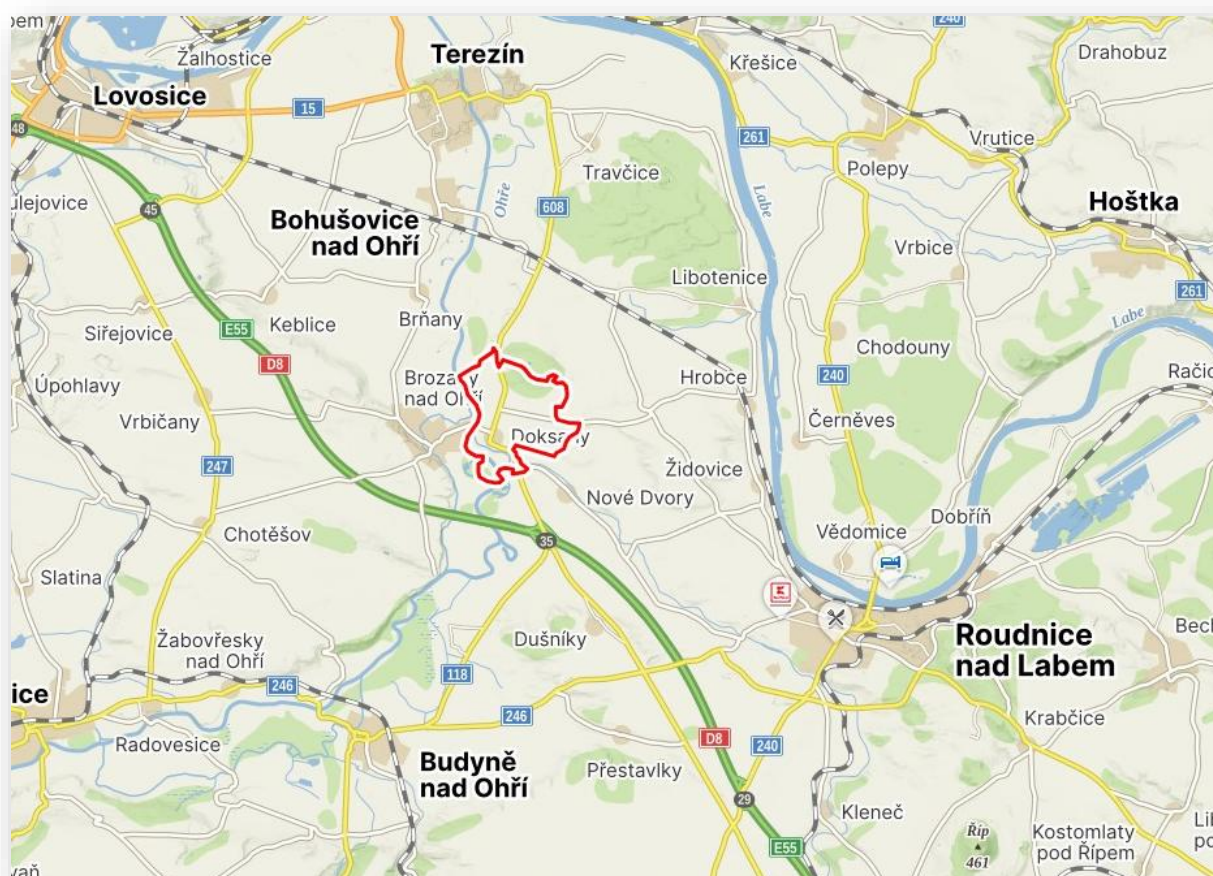 240
Žalhostice
Terezín
Křešice
Drahobuz
Lovosice
15
48
261
Vrutice
Polepy
Travčice
Ohře
Labe
Hoštka
45
608
Bohušovice
nad Ohří
Vrbice
Libotenice
261
Labe
E55
Keblice
Brňany
Siřejovice
Chodouny
D8
240
Hrobce
Úpohlavy
Brozany
nad Ohří
Vrbičany
Černěves
Doksany
247
Židovice
Nové Dvory
Dobříň
Chotěšov
35
Vědomice
Slatina
Dušníky
Roudnice
nad Labem
Žabovřesky
nad Ohří
118
246
246
Krabčice
Radovesice
D8
240
Budyně
nad Ohří
Přestavlky
29
Kleneč
Říp
461
Kostomlaty
pod Řípem
E55